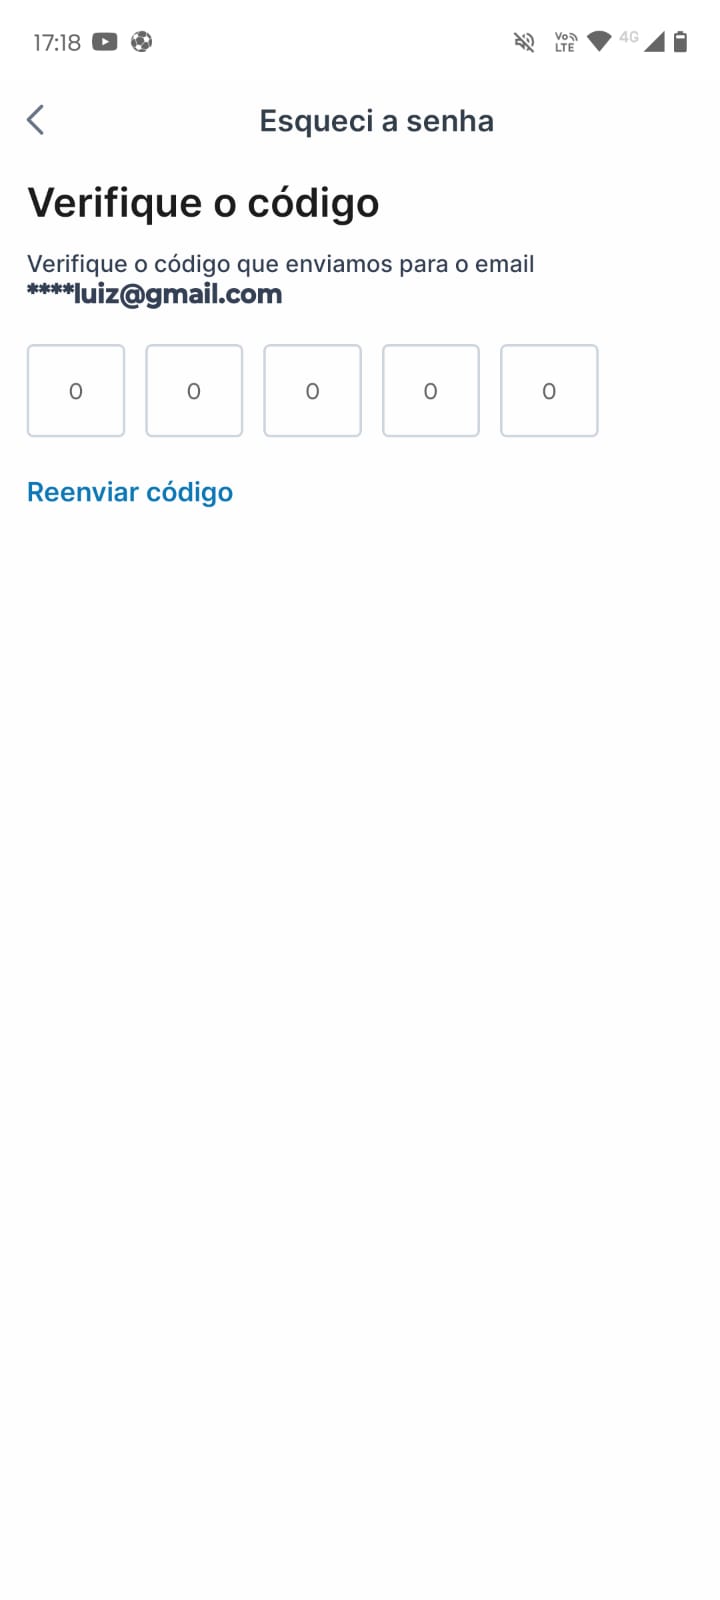 17:18
Vo LTE 4G
Esqueci a senha
Verifique o código
Verifique o código que enviamos para o email
****luiz@gmail.com
0 0 0 0 0
Reenviar código